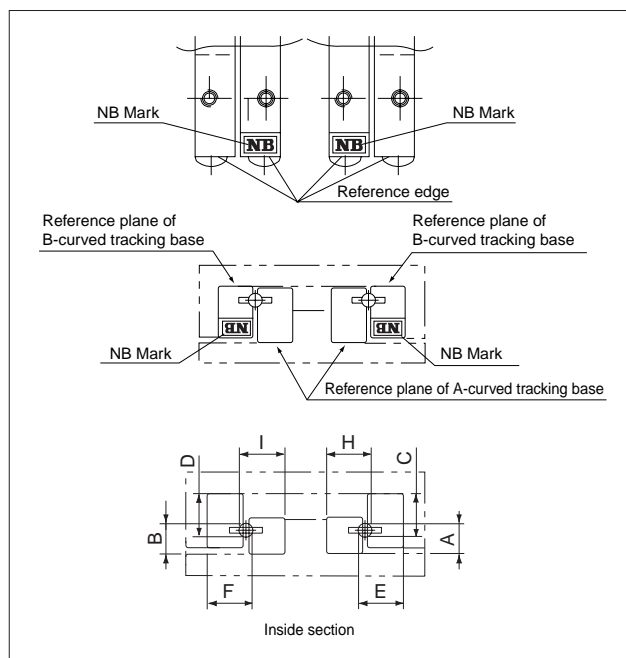 NB Mark
NB
NB
NB Mark
Reference edge
Reference plane of
B-curved tracking base
Reference plane of
B-curved tracking base
NB
NB
NB Mark
NB Mark
Reference plane of A-curved tracking base
D
I
H
C
B
A
F
E
Inside section